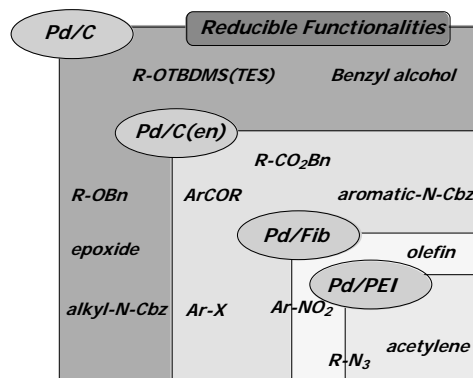 Pd/C
Reducible Functionalities
R-OTBDMS(TES) Benzyl alcohol
Pd/C(en)
R-CO₂Bn
R-OBn ArCOR aromatic-N-Cbz
Pd/Fib
epoxide olefin
Pd/PEI
alkyl-N-Cbz Ar-X Ar-NO₂
acetylene
R-N₃